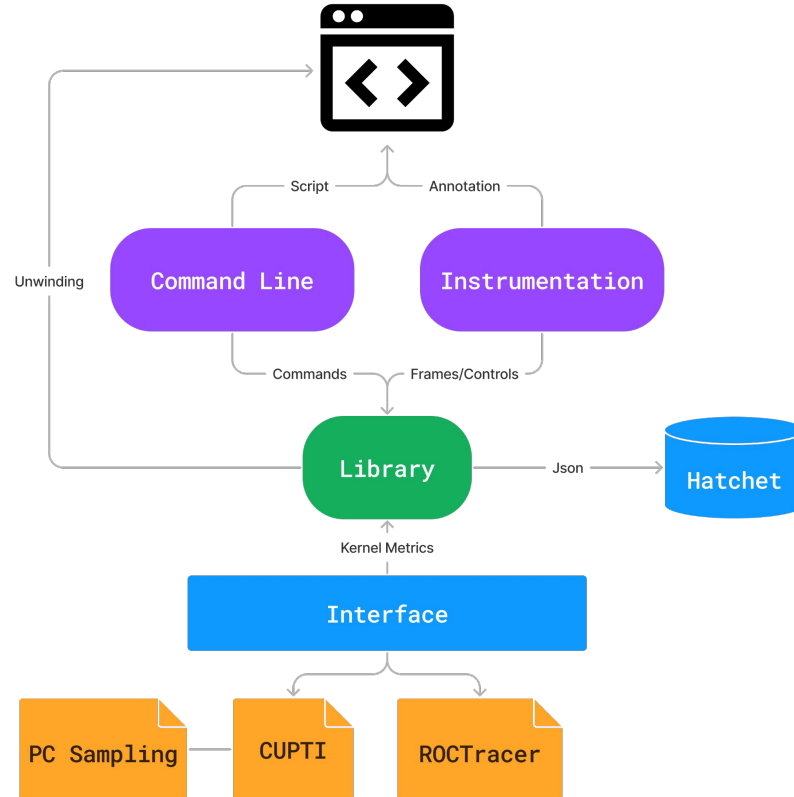 Script
Annotation
Unwinding
Command Line
Instrumentation
Commands
Frames/Controls
Library
Json
Hatchet
Kernel Metrics
Interface
PC Sampling
CUPTI
ROCTracer